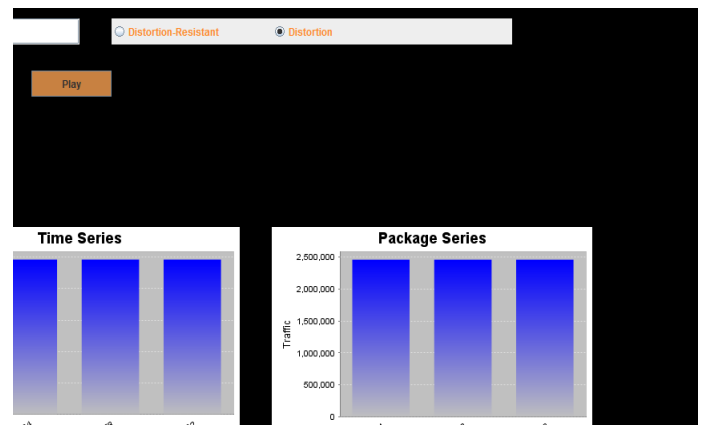 Distortion-Resistant
Distortion
Play
Time Series
Package Series
2,500,000
2,000,000
1,500,000
1,000,000
500,000
0
Traffic